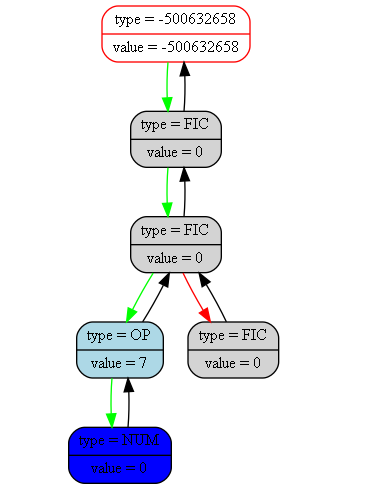 type = -500632658
value = -500632658
type = FIC
value = 0
type = FIC
value = 0
type = OP
value = 7
type = FIC
value = 0
type = NUM
value = 0